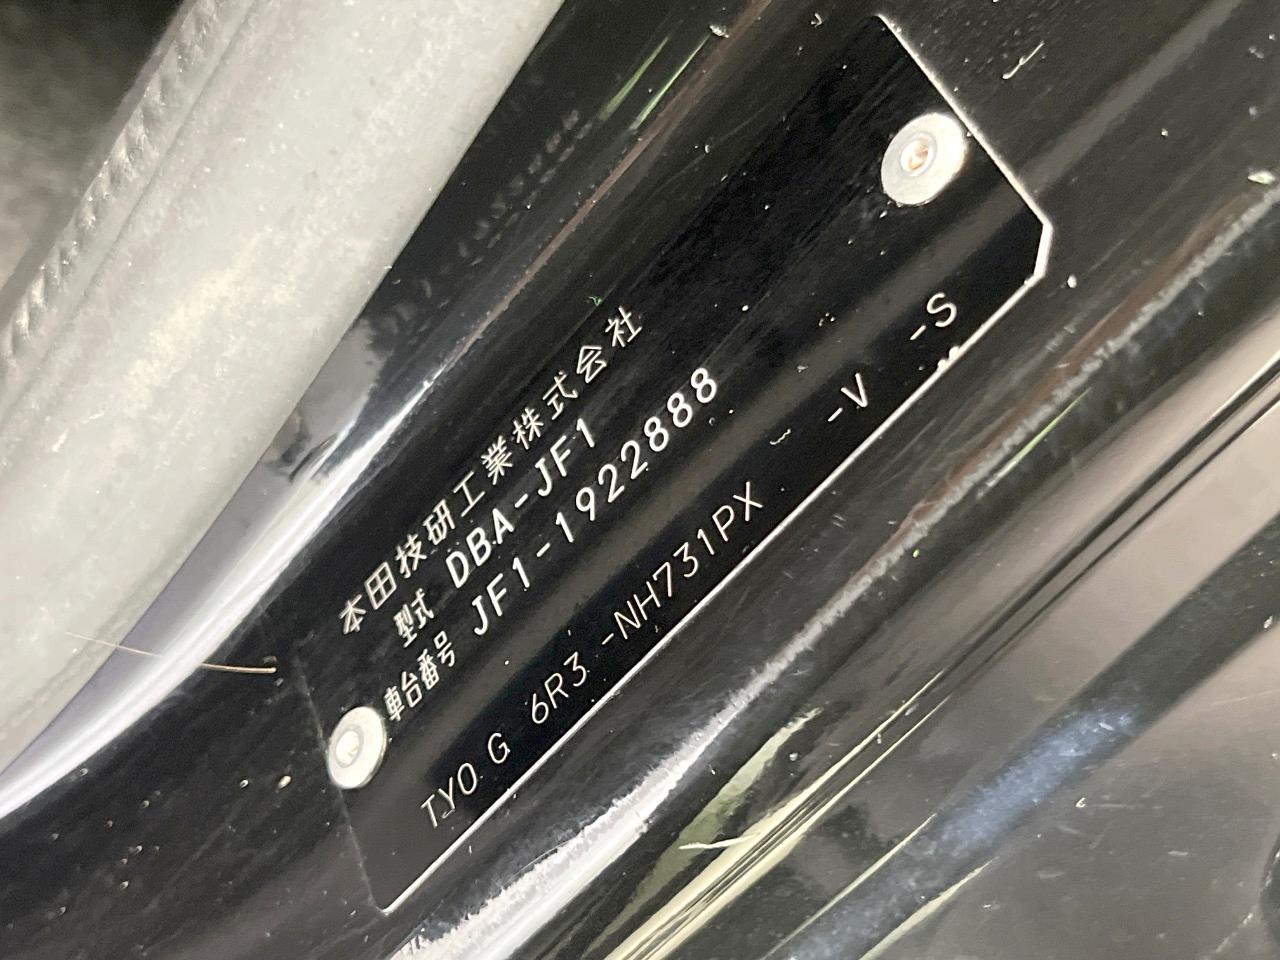 本田技研工業株式会社
型式 DBA-JF1
車台番号 JF1-1922888
TYO G 6R3 -NH731PX -V -S